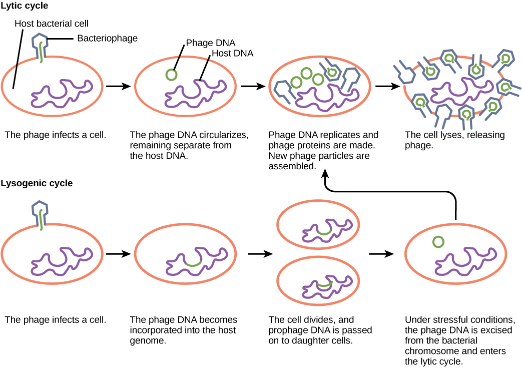 Lytic cycle
Host bacterial cell
Bacteriophage
Phage DNA
Host DNA
The phage infects a cell.
The phage DNA circularizes,
remaining separate from
the host DNA.
Phage DNA replicates and
phage proteins are made.
New phage particles are
assembled.
The cell lyses, releasing
phage.
Lysogenic cycle
The phage infects a cell.
The phage DNA becomes
incorporated into the host
genome.
The cell divides, and
prophage DNA is passed
on to daughter cells.
Under stressful conditions,
the phage DNA is excised
from the bacterial
chromosome and enters
the lytic cycle.